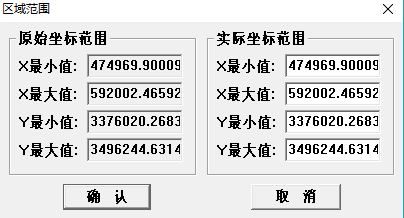 区域范围
原始坐标范围 实际坐标范围
X最小值: 474969.90009 X最小值: 474969.90009
X最大值: 592002.46592 X最大值: 592002.46592
Y最小值: 3376020.2683 Y最小值: 3376020.2683
Y最大值: 3496244.6314 Y最大值: 3496244.6314
确 认 取 消